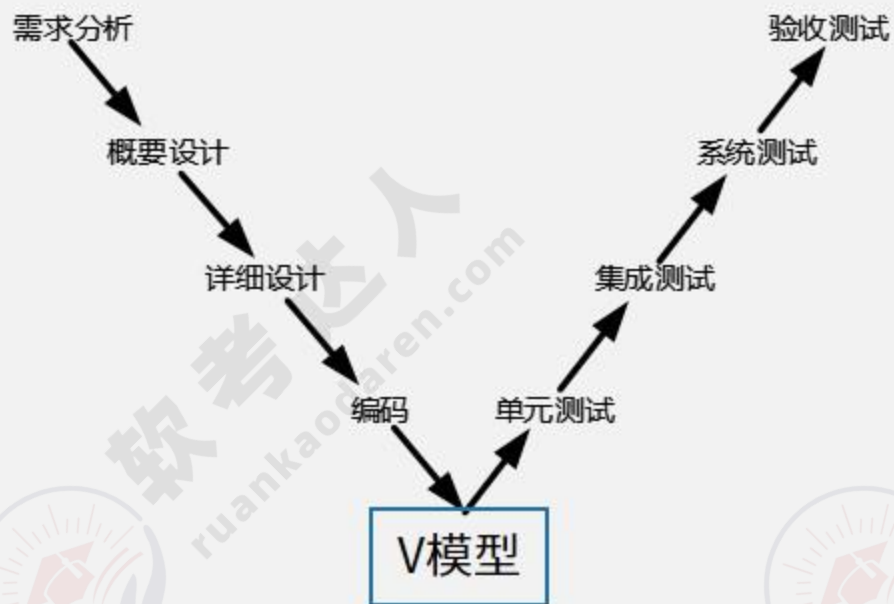 需求分析
验收测试
概要设计
系统测试
详细设计
集成测试
编码
单元测试
V模型
软考达人
ruankaodaren.com